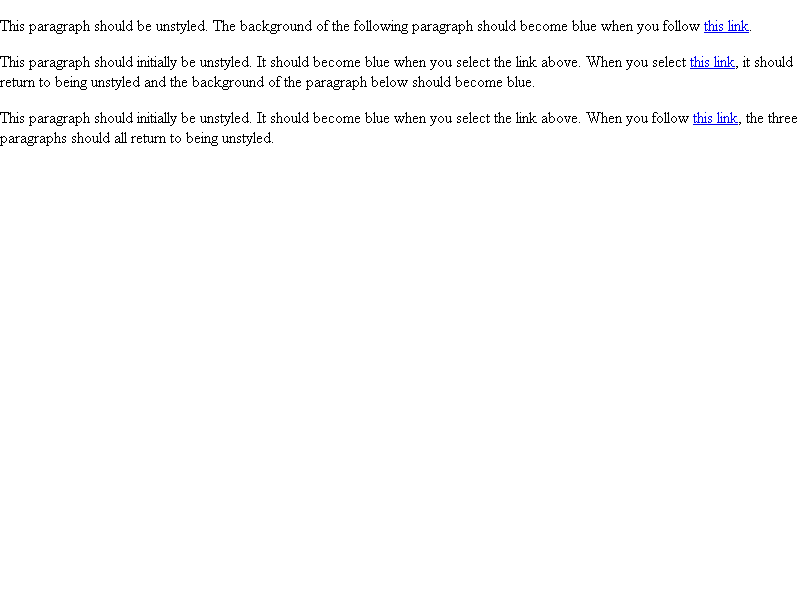 This paragraph should be unstyled. The background of the following paragraph should become blue when you follow this link.
This paragraph should initially be unstyled. It should become blue when you select the link above. When you select this link, it should
return to being unstyled and the background of the paragraph below should become blue.
This paragraph should initially be unstyled. It should become blue when you select the link above. When you follow this link, the three
paragraphs should all return to being unstyled.